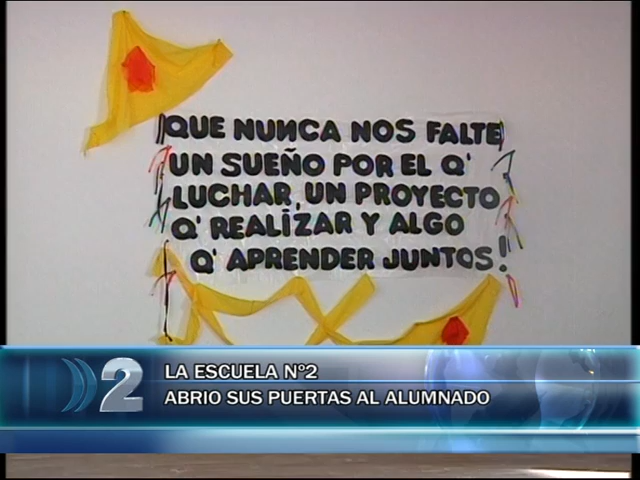 ¡QUE NUNCA NOS FALTE
UN SUEÑO POR EL Q'
LUCHAR, UN PROYECTO
Q' REALIZAR Y ALGO
Q' APRENDER JUNTOS!
2
LA ESCUELA Nº2
ABRIO SUS PUERTAS AL ALUMNADO